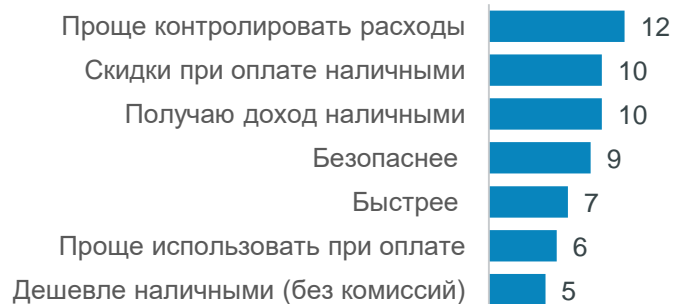 Проще контролировать расходы 12
Скидки при оплате наличными 10
Получаю доход наличными 10
Безопаснее 9
Быстрее 7
Проще использовать при оплате 6
Дешевле наличными (без комиссий) 5